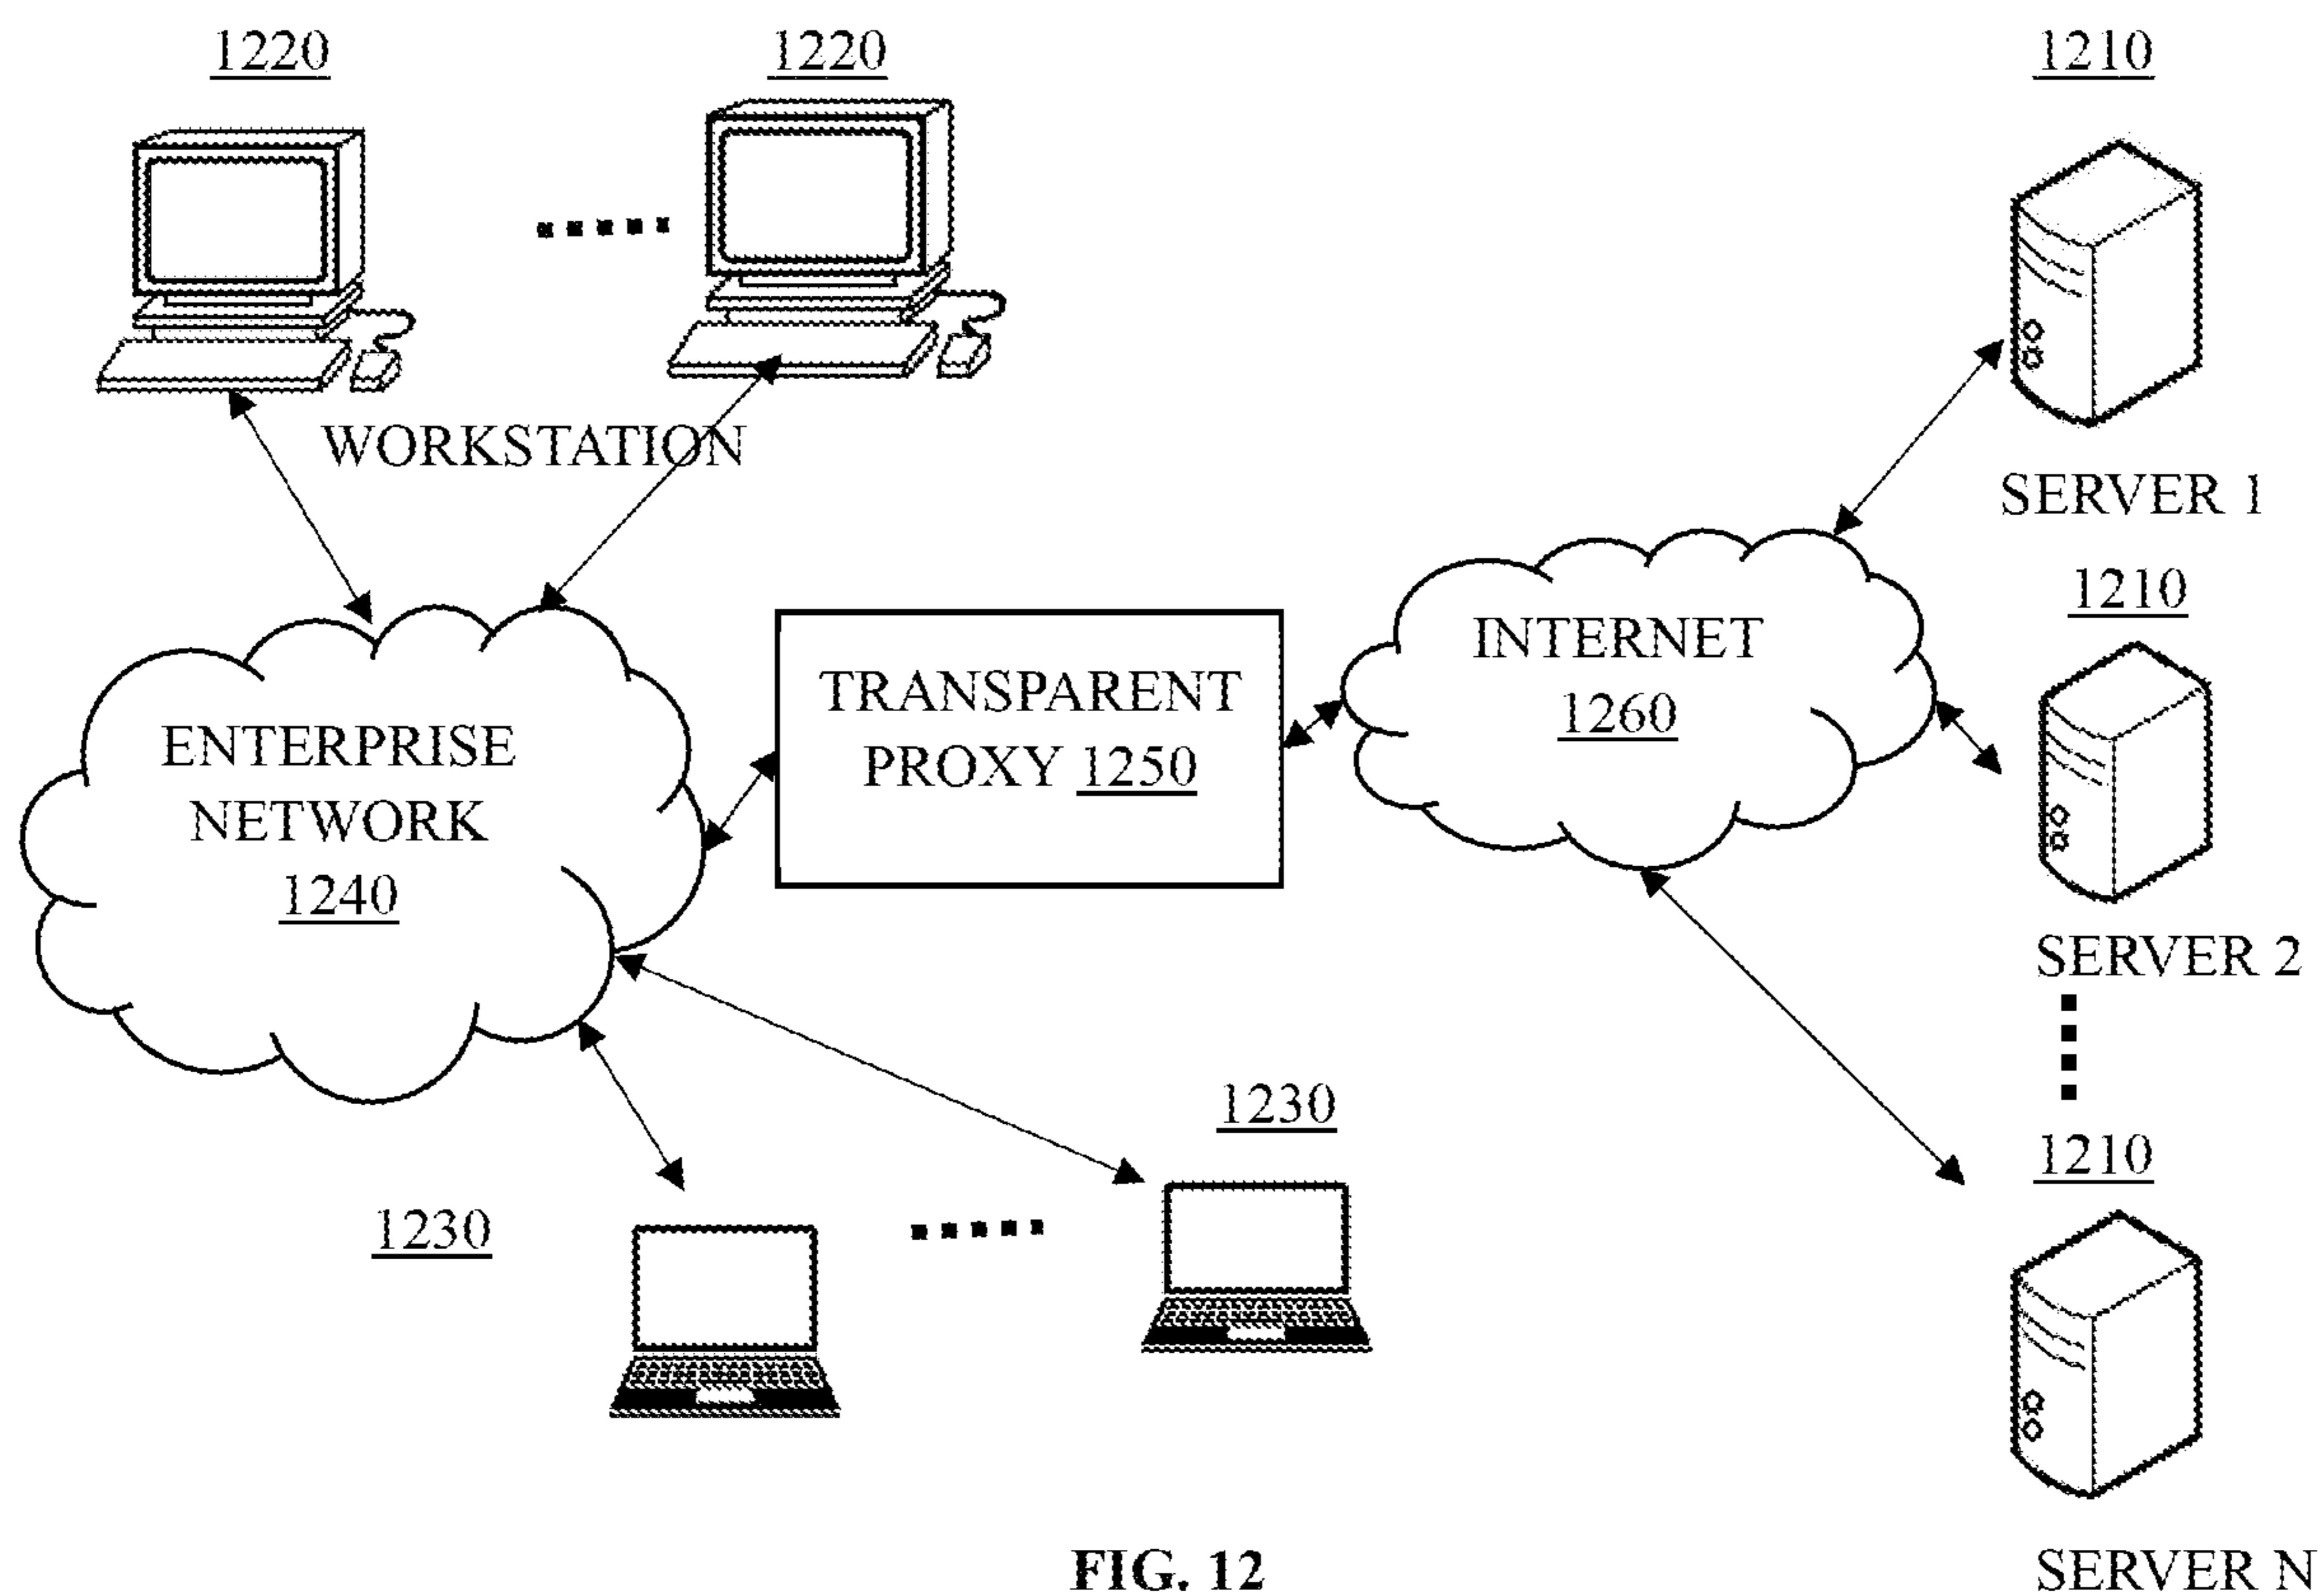 1220
1220
1210
WORKSTATION
SERVER 1
1210
INTERNET
1260
TRANSPARENT
PROXY 1250
ENTERPRISE
NETWORK
1240
SERVER 2
1230
1230
1210
SERVER N
FIG. 12